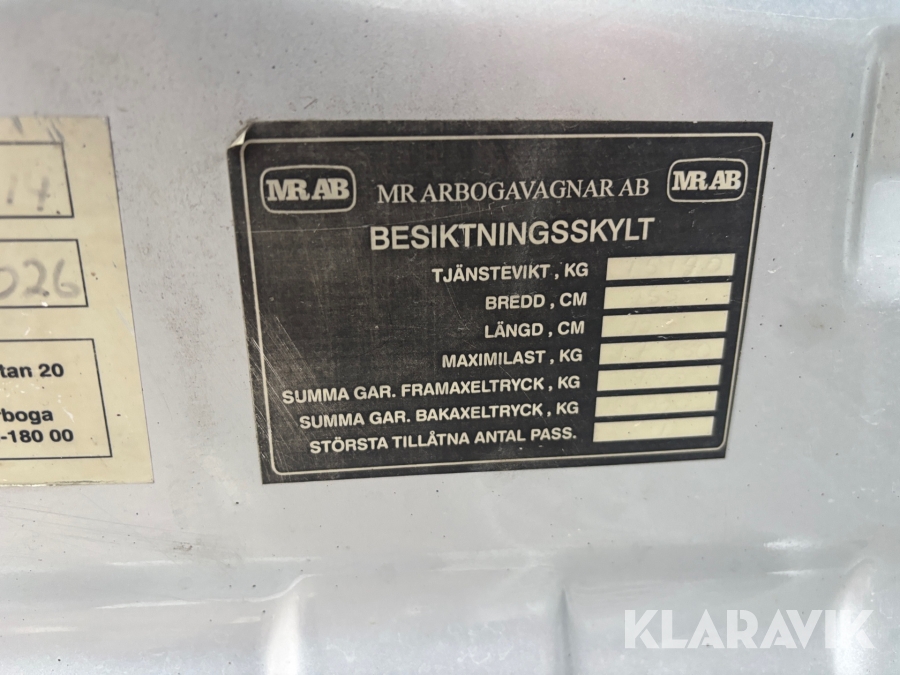 026
tan 20
rboga
-180 00
MR AB
MR ARBOGAVAGNAR AB
MR AB
BESIKTNINGSSKYLT
TJÄNSTEVIKT, KG
BREDD, CM
LÄNGD, CM
MAXIMILAST, KG
SUMMA GAR. FRAMAXELTRYCK, KG
SUMMA GAR. BAKAXELTRYCK, KG
STÖRSTA TILLÅTNA ANTAL PASS.
KLARAVIK